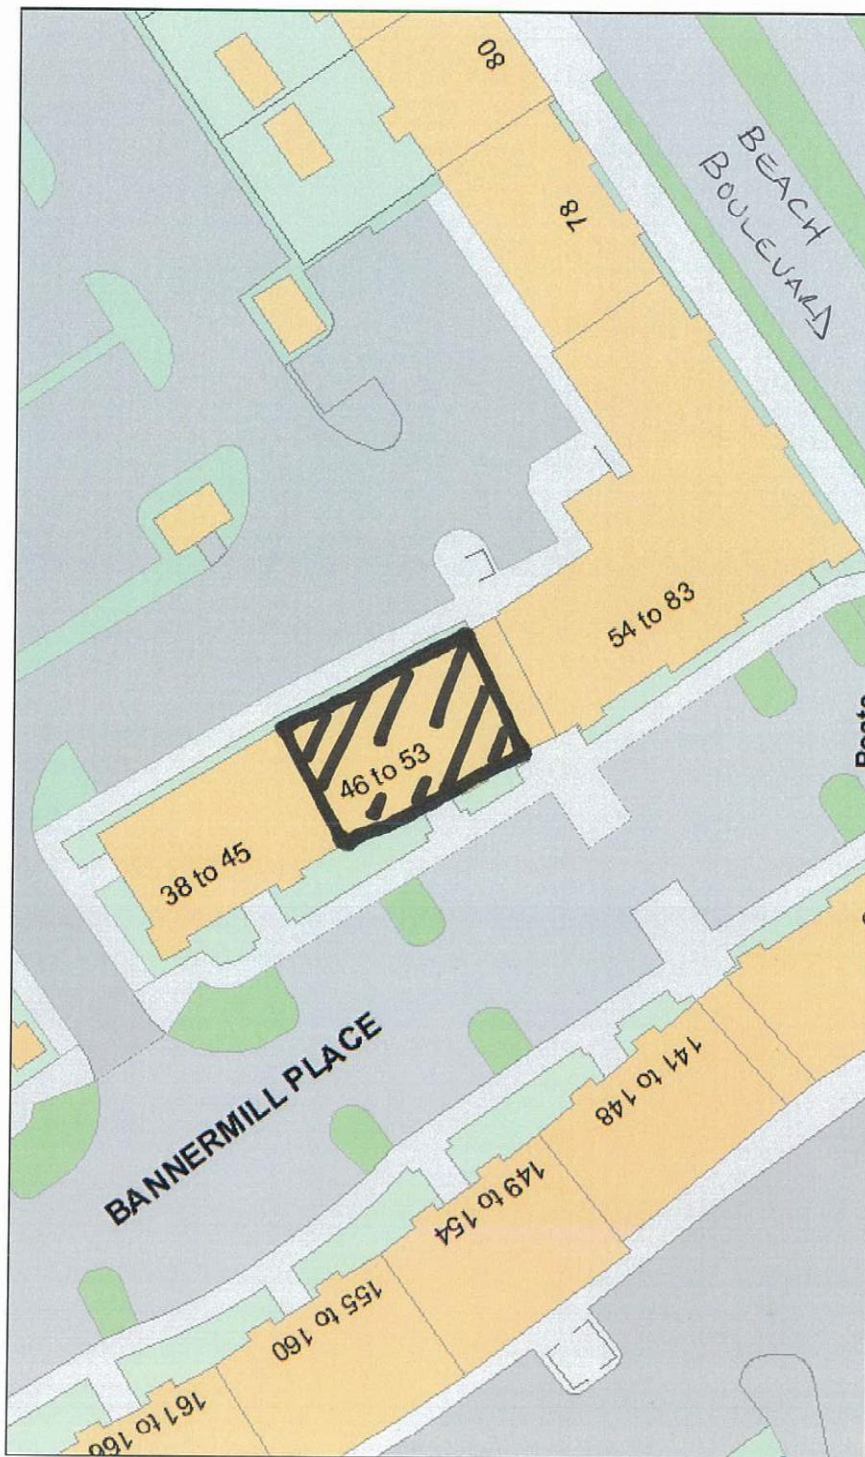 80
BEACH
BOULEVARD
78
54 to 83
46 to 53
38 to 45
BANNERMILL PLACE
141 to 148
149 to 154
155 to 160
161 to 166